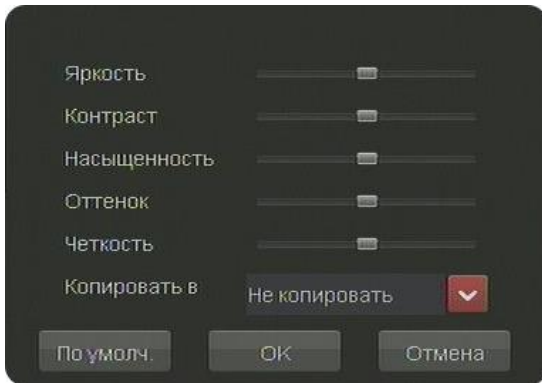 Яркость
Контраст
Насыщенность
Оттенок
Четкость
Копировать в Не копировать
По умолч. OK Отмена